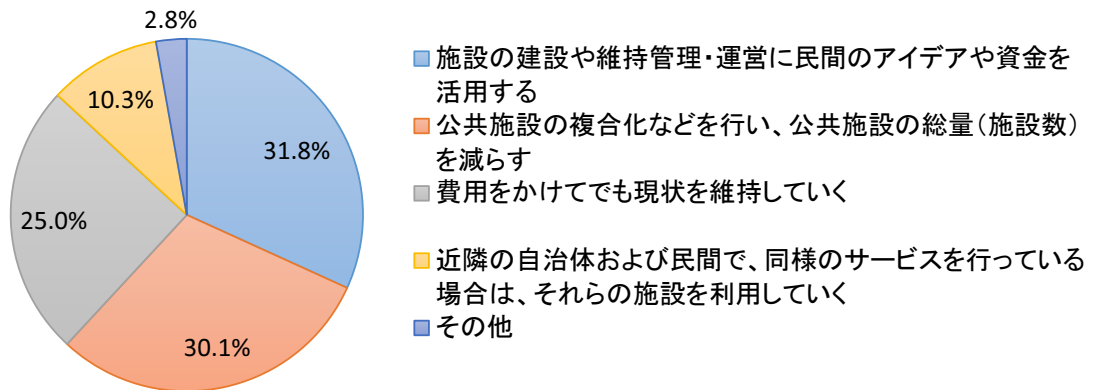 2.8%
10.3%
31.8%
25.0%
30.1%
施設の建設や維持管理・運営に民間のアイデアや資金を
活用する
公共施設の複合化などを行い、公共施設の総量（施設数）
を減らす
費用をかけてでも現状を維持していく
近隣の自治体および民間で、同様のサービスを行っている
場合は、それらの施設を利用していく
その他